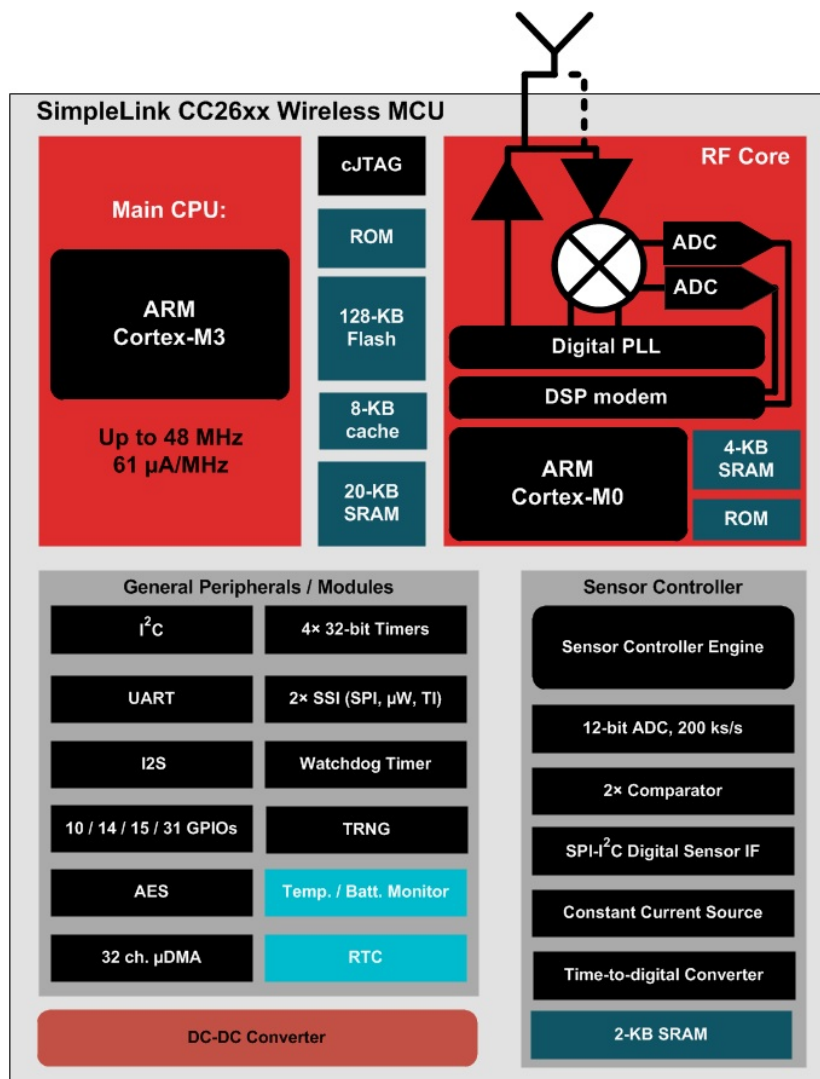 SimpleLink CC26xx Wireless MCU
Main CPU:
ARM
Cortex-M3
Up to 48 MHz
61 µA/MHz
cJTAG
ROM
128-KB
Flash
8-KB
cache
20-KB
SRAM
RF Core
ADC
ADC
Digital PLL
DSP modem
ARM
Cortex-M0
4-KB
SRAM
ROM
General Peripherals / Modules
I²C
4× 32-bit Timers
UART
2× SSI (SPI, µW, TI)
I2S
Watchdog Timer
10 / 14 / 15 / 31 GPIOs
TRNG
AES
Temp. / Batt. Monitor
32 ch. µDMA
RTC
DC-DC Converter
Sensor Controller
Sensor Controller Engine
12-bit ADC, 200 ks/s
2× Comparator
SPI-I²C Digital Sensor IF
Constant Current Source
Time-to-digital Converter
2-KB SRAM